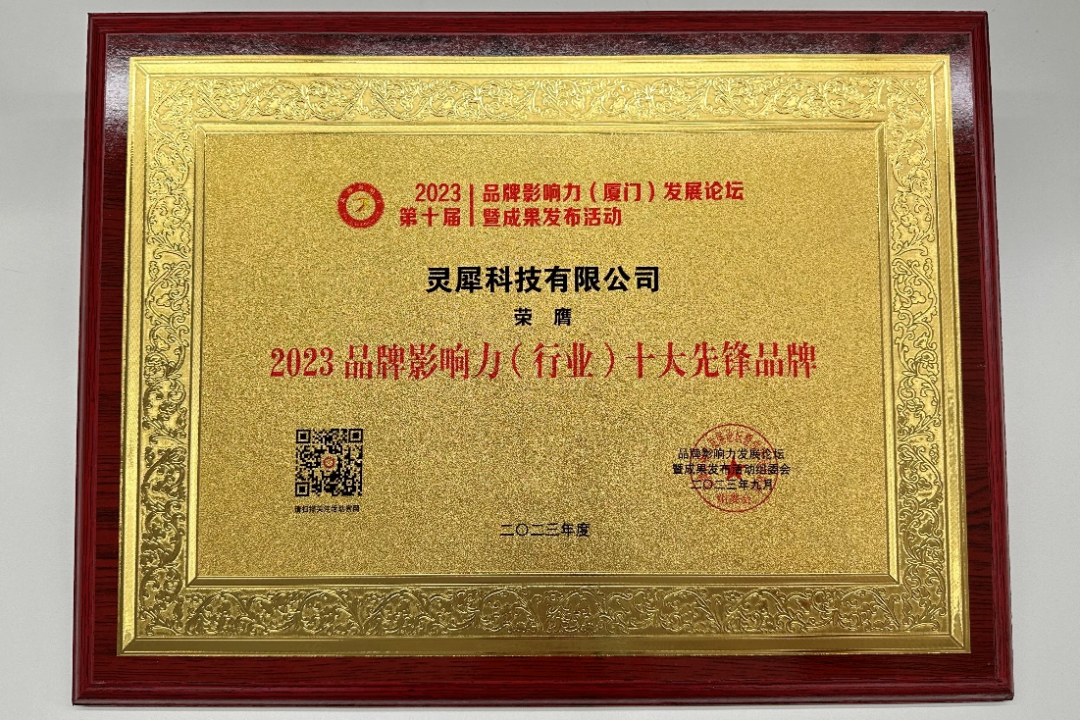 2023 品牌影响力（厦门）发展论坛
第十届 暨成果发布活动
灵犀科技有限公司
荣 膺
2023 品牌影响力（行业）十大先锋品牌
品牌影响力发展论坛
暨成果发布活动组委会
二〇二三年九月
二〇二三年度